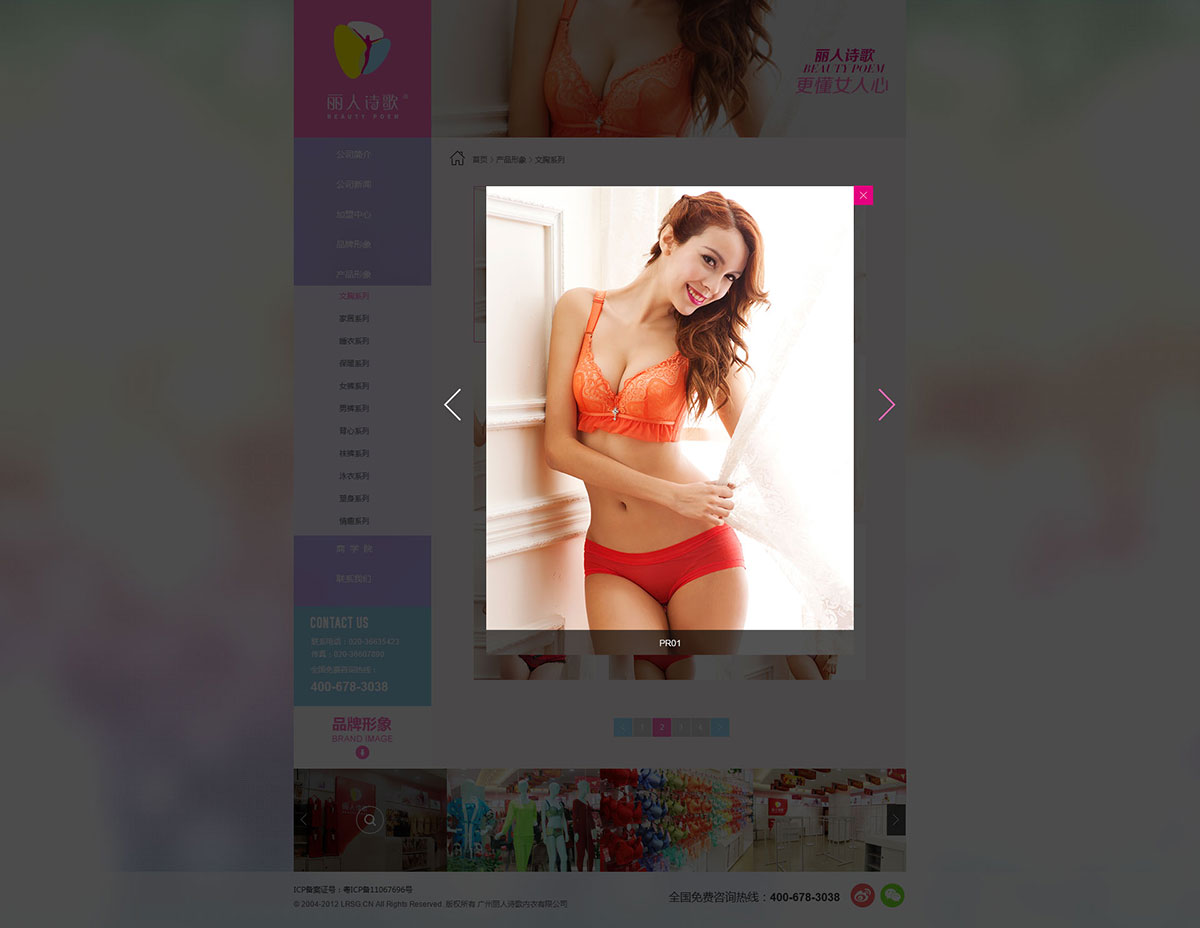 丽人诗歌
BEAUTY POEM
丽人诗歌
BEAUTY POEM
更懂女人心
公司简介
公司新闻
加盟中心
品牌形象
产品形象
首页 > 产品形象 > 文胸系列
文胸系列
家居系列
睡衣系列
保暖系列
女裤系列
男裤系列
背心系列
袜裤系列
泳衣系列
塑身系列
情趣系列
商 学 院
联系我们
PR01
CONTACT US
联系电话:020-36635423
全国免费咨询热线:
400-678-3038
品牌形象
BRAND IMAGE
1 2 3 4
丽人诗歌
ICP备案证号:粤ICP备11067696号
© 2004-2012 LRSG.CN All Rights Reserved. 版权所有 广州丽人诗歌内衣有限公司
全国免费咨询热线:400-678-3038